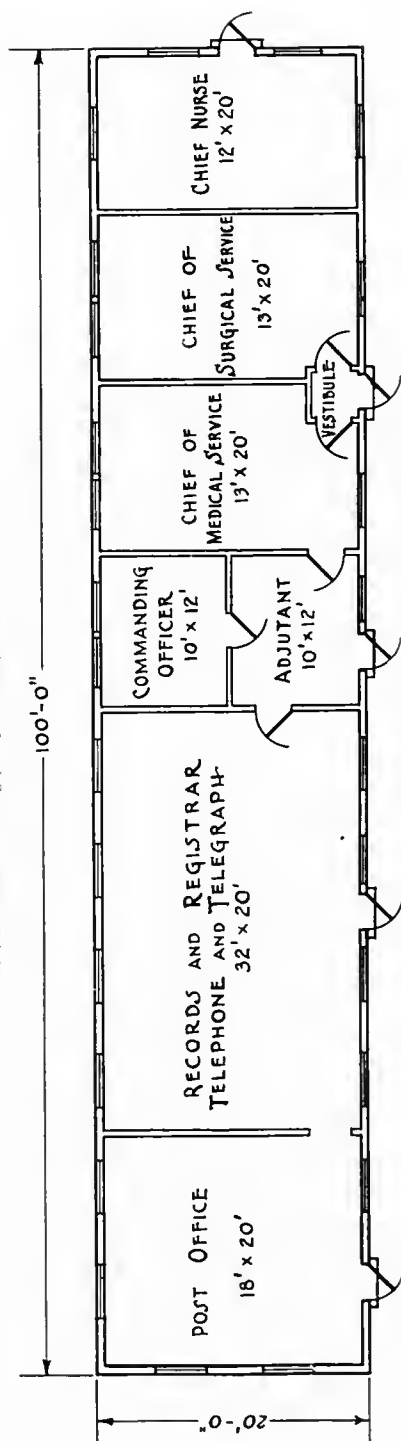 100'-0"
20'-0"
POST OFFICE
18' x 20'
RECORDS AND REGISTRAR
TELEPHONE AND TELEGRAPH
32' x 20'
COMMANDING
OFFICER
10' x 12'
ADJUTANT
10' x 12'
CHIEF OF
MEDICAL SERVICE
13' x 20'
VESTIBULE
CHIEF OF
SURGICAL SERVICE
13' x 20'
CHIEF NURSE
12' x 20'